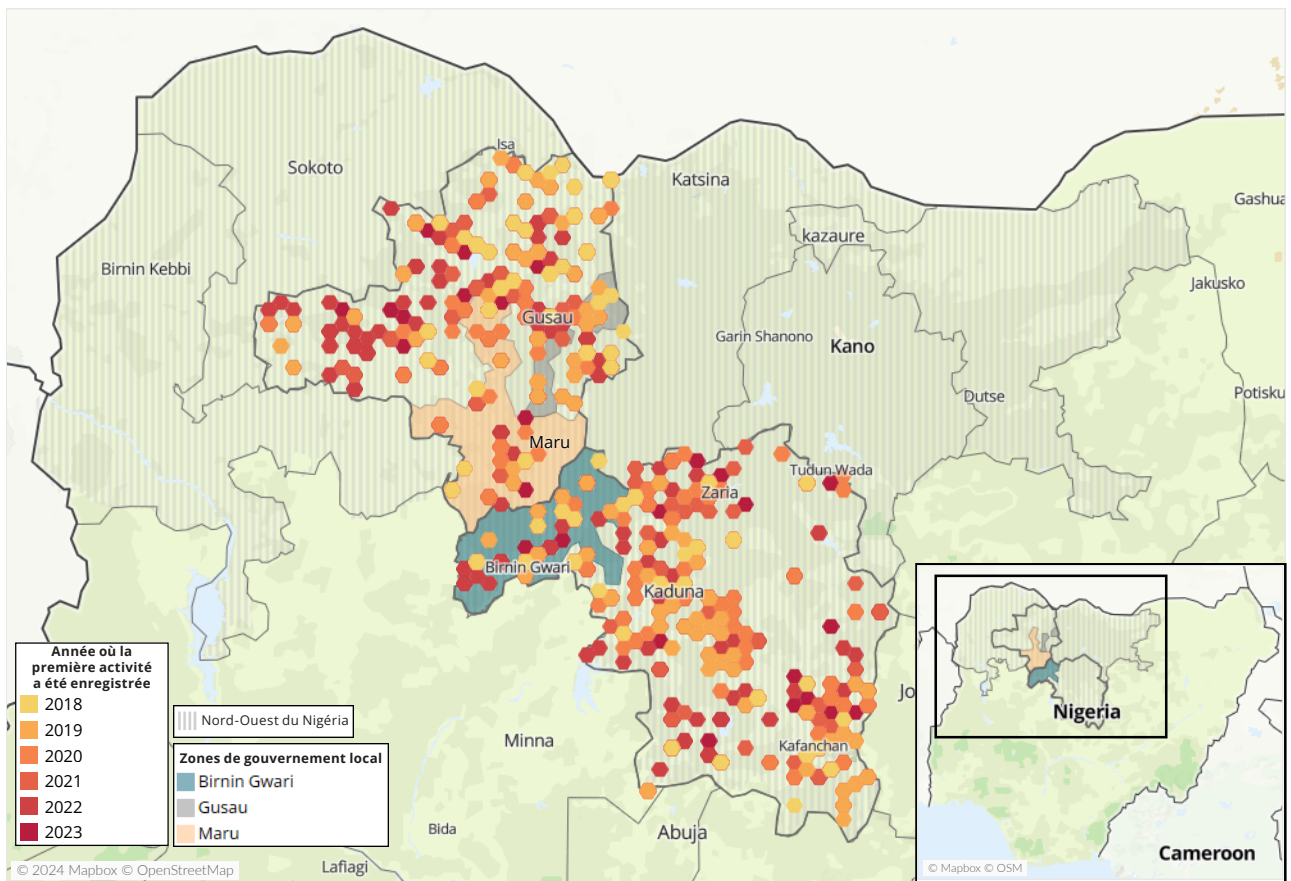 Isa
Sokoto
Katsina
Gashua
kazaure
Birnin Kebbi
Jakusko
Gusau
Garin Shanono
Kano
Dutse
Potisku
Maru
Tudun Wada
Zaria
Birnin Gwari
Kaduna
Jo
Minna
Kafanchan
Bida
Abuja
Lafiagi
Année où la
première activité
a été enregistrée
2018
2019
2020
2021
2022
2023
Nord-Ouest du Nigéria
Zones de gouvernement local
Birnin Gwari
Gusau
Maru
© 2024 Mapbox © OpenStreetMap
Nigeria
Cameroon
© Mapbox © OSM